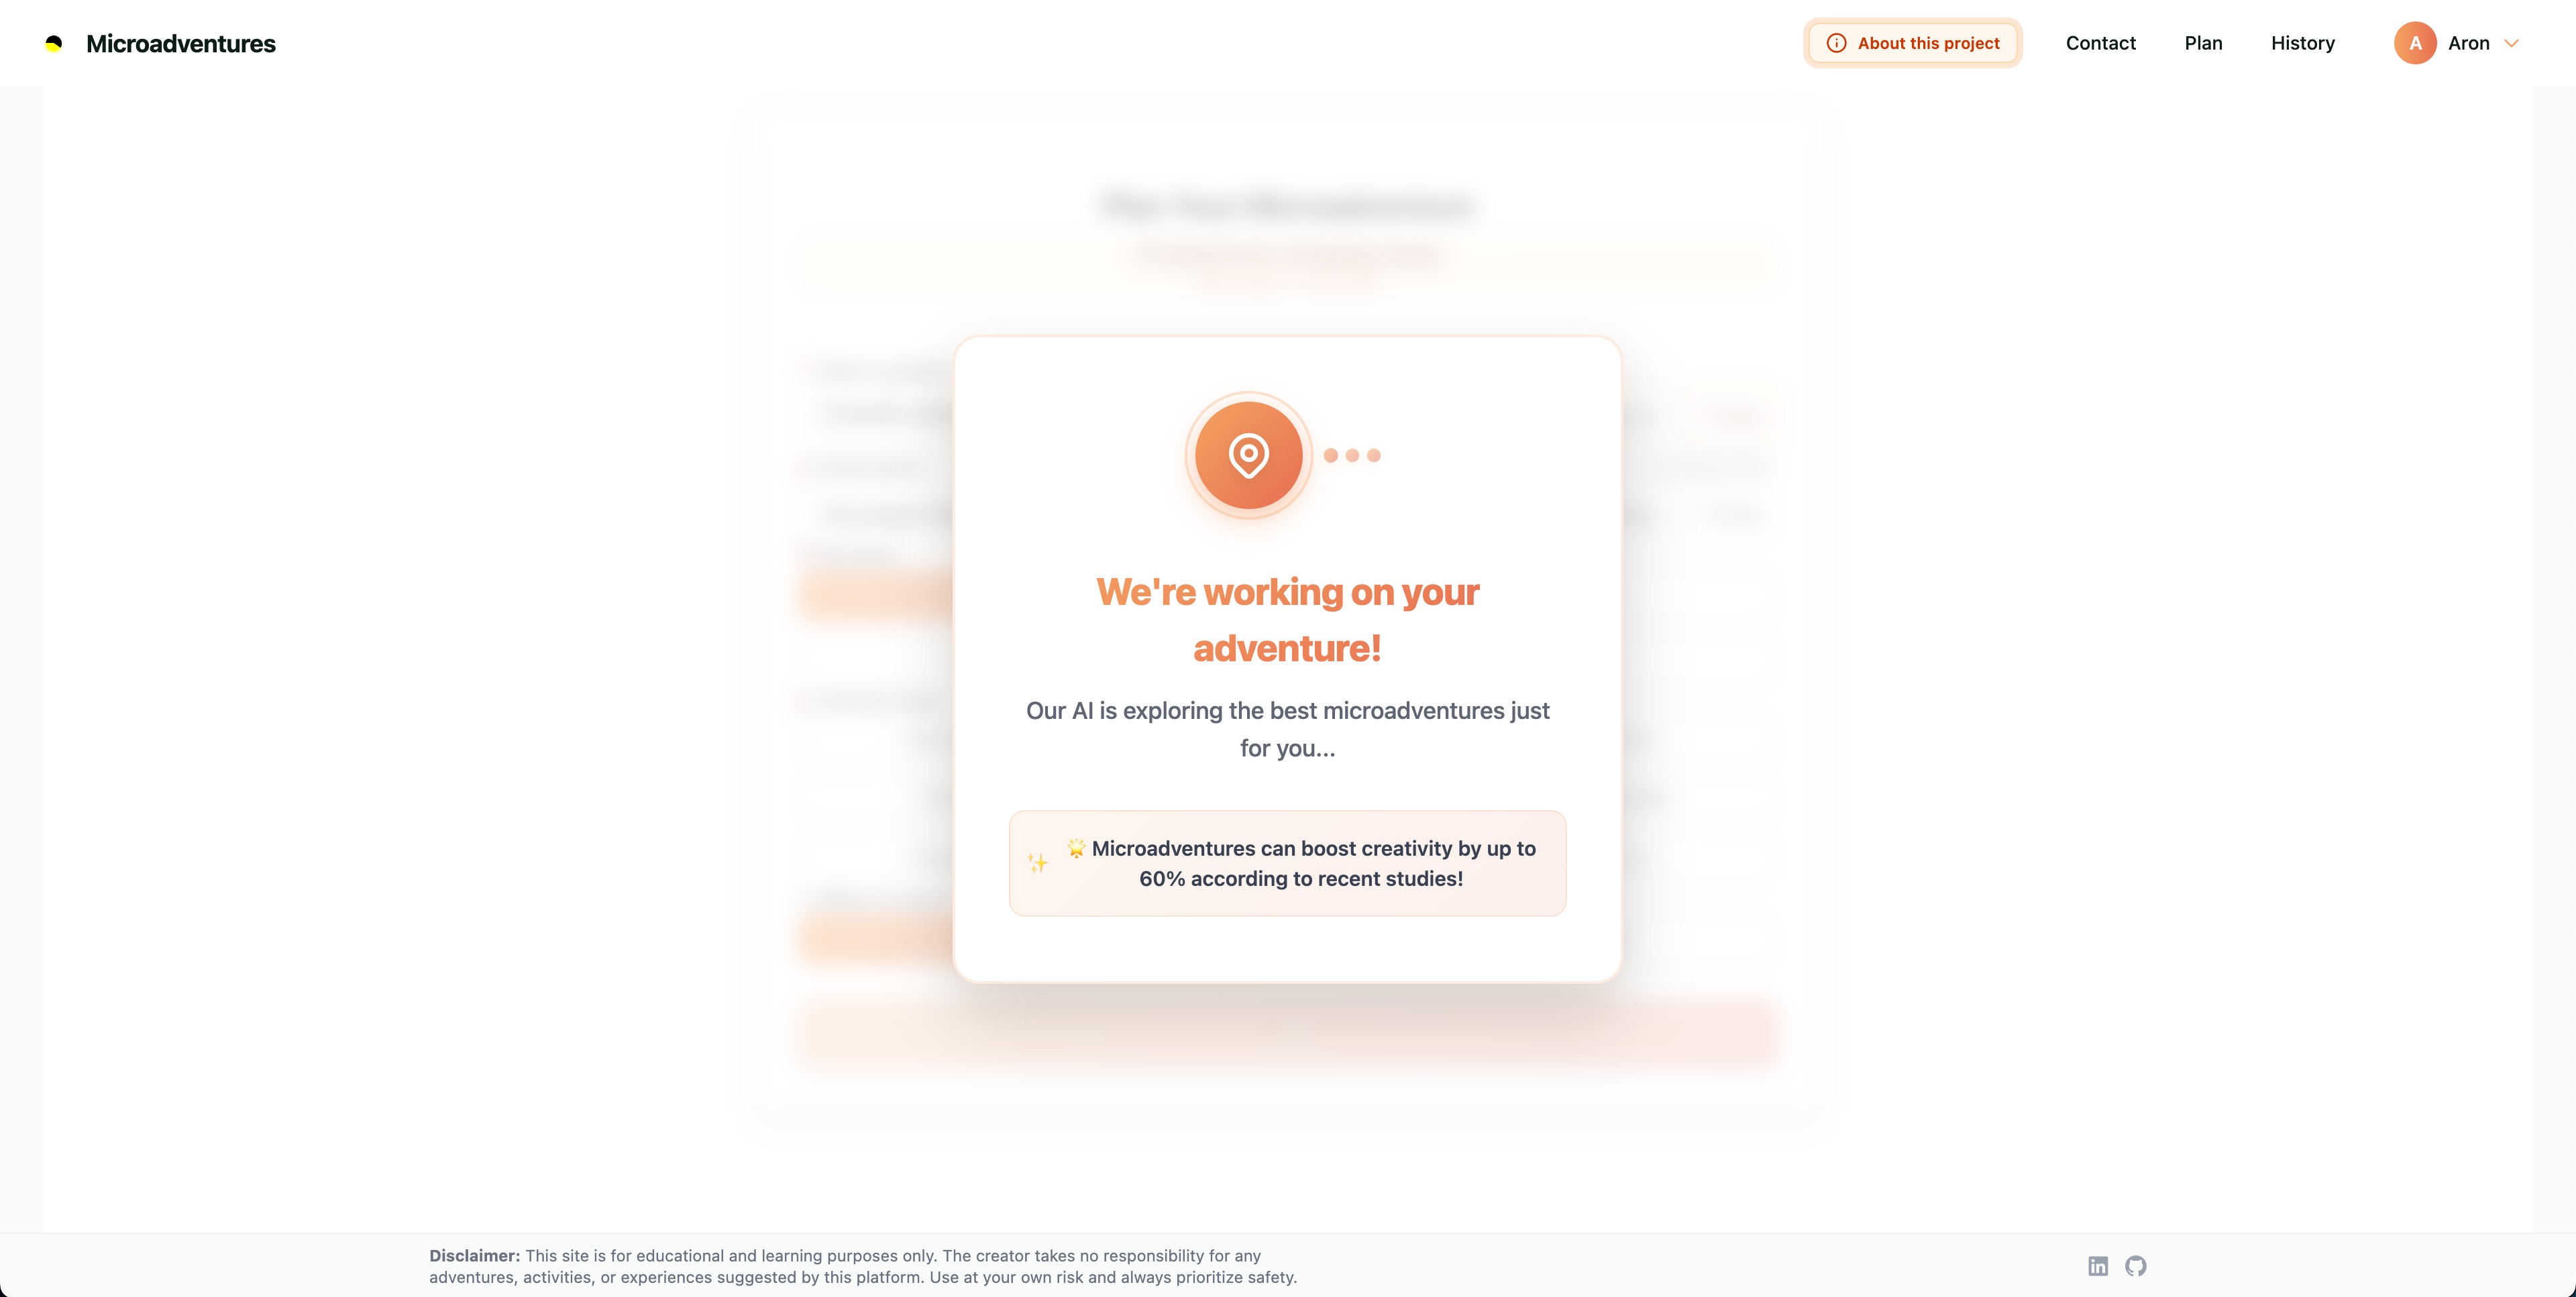 Microadventures
About this project
Contact
Plan
History
A
Aron
We're working on your
adventure!
Our AI is exploring the best microadventures just
for you...
✨ 🌟 Microadventures can boost creativity by up to
60% according to recent studies!
Disclaimer: This site is for educational and learning purposes only. The creator takes no responsibility for any
adventures, activities, or experiences suggested by this platform. Use at your own risk and always prioritize safety.
in